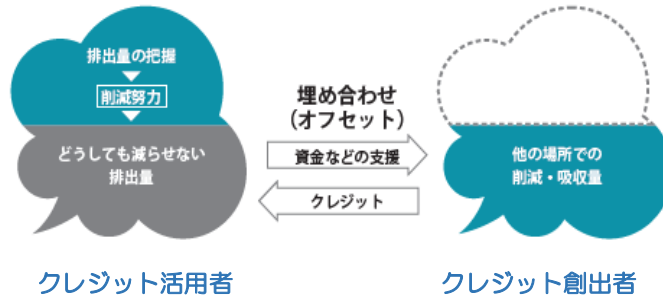 排出量の把握
削減努力
どうしても減らせない
排出量
埋め合わせ
（オフセット）
資金などの支援
クレジット
他の場所での
削減・吸収量
クレジット活用者
クレジット創出者